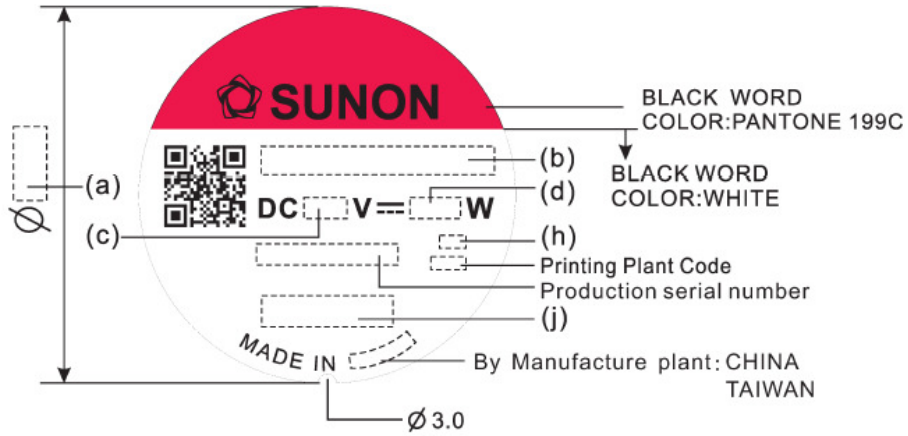 SUNON
BLACK WORD
COLOR:PANTONE 199C
(a)
(b)
BLACK WORD
COLOR:WHITE
(d)
DC V W
(c)
(h)
Printing Plant Code
Production serial number
(j)
MADE IN
By Manufacture plant: CHINA
TAIWAN
Ø
Ø 3.0